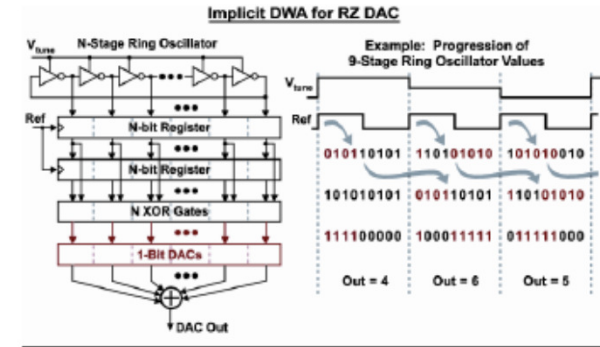 Implicit DWA for RZ DAC
Vtune
N-Stage Ring Oscillator
Ref
N-bit Register
N-bit Register
N XOR Gates
1-Bit DACs
DAC Out
Example: Progression of
9-Stage Ring Oscillator Values
Vtune
Ref
010110101 110101010 101010010
101010101 010110101 110101010
111100000 100011111 011111000
Out = 4 Out = 6 Out = 5